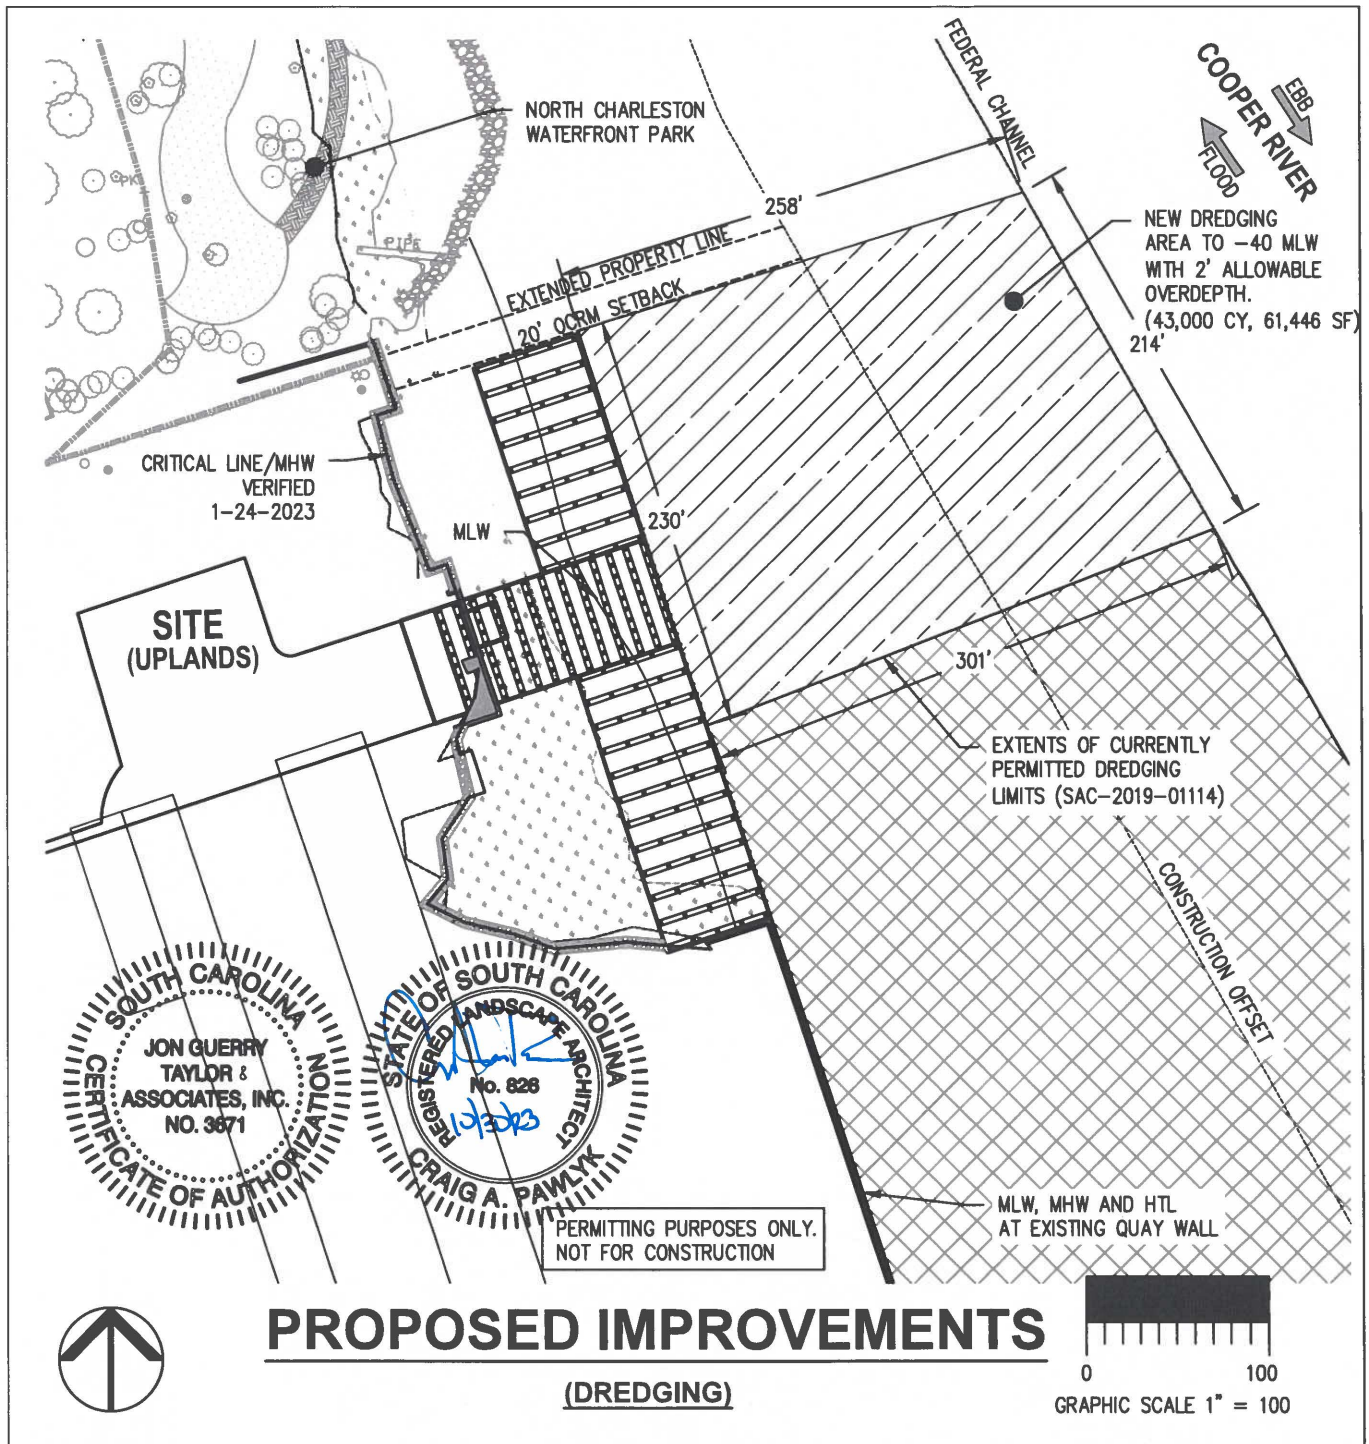 FEDERAL CHANNEL
COOPER RIVER
EBB
FLOOD
NORTH CHARLESTON
WATERFRONT PARK
PK
PIPE
258'
EXTENDED PROPERTY LINE
20' OCRM SETBACK
NEW DREDGING
AREA TO -40 MLW
WITH 2' ALLOWABLE
OVERDEPTH.
(43,000 CY, 61,446 SF)
214'
CRITICAL LINE/MHW
VERIFIED
1-24-2023
MLW
230'
SITE
(UPLANDS)
301'
EXTENTS OF CURRENTLY
PERMITTED DREDGING
LIMITS (SAC-2019-01114)
CONSTRUCTION OFFSET
SOUTH CAROLINA
JON GUERRY
TAYLOR &
ASSOCIATES, INC.
NO. 3671
CERTIFICATE OF AUTHORIZATION
STATE OF SOUTH CAROLINA
REGISTERED LANDSCAPE ARCHITECT
No. 828
10/30/23
CRAIG A. PAWLYK
MLW, MHW AND HTL
AT EXISTING QUAY WALL
PERMITTING PURPOSES ONLY.
NOT FOR CONSTRUCTION
PROPOSED IMPROVEMENTS
(DREDGING)
0 100
GRAPHIC SCALE 1" = 100